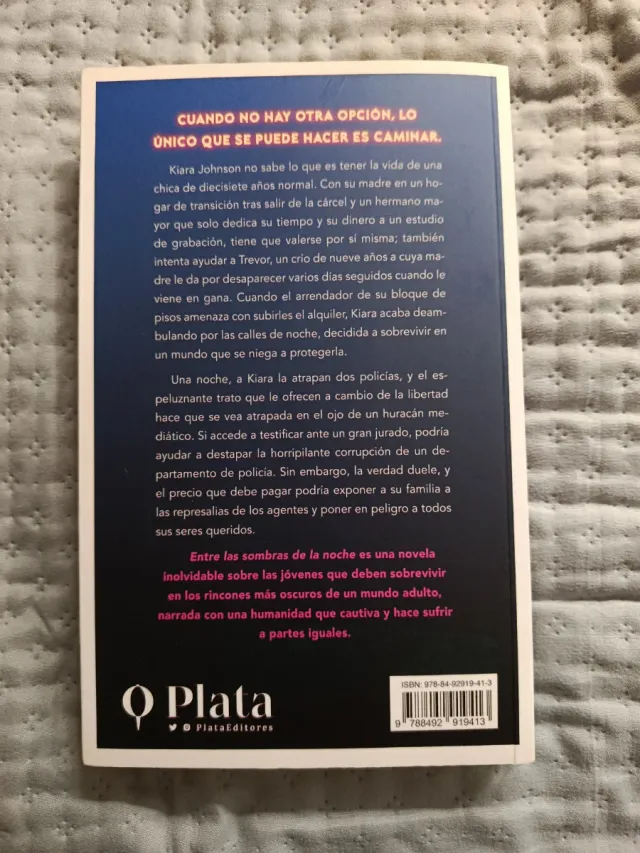 CUANDO NO HAY OTRA OPCIÓN, LO
ÚNICO QUE SE PUEDE HACER ES CAMINAR.
Kiara Johnson no sabe lo que es tener la vida de una
chica de diecisiete años normal. Con su madre en un ho-
gar de transición tras salir de la cárcel y un hermano ma-
yor que solo dedica su tiempo y su dinero a un estudio
de grabación, tiene que valerse por sí misma; también
intenta ayudar a Trevor, un crío de nueve años a cuya ma-
dre le da por desaparecer varios días seguidos cuando le
viene en gana. Cuando el arrendador de su bloque de
pisos amenaza con subirles el alquiler, Kiara acaba deam-
bulando por las calles de noche, decidida a sobrevivir en
un mundo que se niega a protegerla.
Una noche, a Kiara la atrapan dos policías, y el es-
peluznante trato que le ofrecen a cambio de la libertad
hace que se vea atrapada en el ojo de un huracán me-
diático. Si accede a testificar ante un gran jurado, podría
ayudar a destapar la horripilante corrupción de un de-
partamento de policía. Sin embargo, la verdad duele, y
el precio que debe pagar podría exponer a su familia a
las represalias de los agentes y poner en peligro a todos
sus seres queridos.
Entre las sombras de la noche es una novela
inolvidable sobre las jóvenes que deben sobrevivir
en los rincones más oscuros de un mundo adulto,
narrada con una humanidad que cautiva y hace sufrir
a partes iguales.
Plata
PlataEditores
ISBN: 978-84-92919-41-3
9 788492 919413